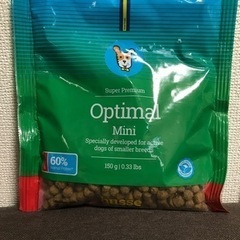 Super Premium
Optimal
Mini
Specially developed for active
dogs of smaller breeds
60%
150 g | 0.33 lbs